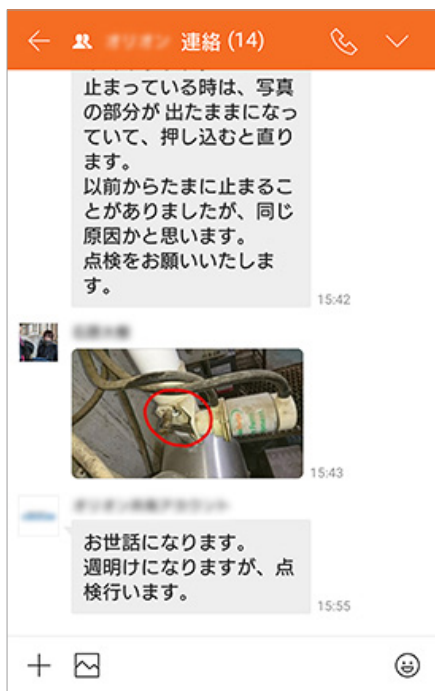 連絡 (14)
止まっている時は、写真
の部分が 出たままになっ
ていて、押し込むと直り
ます。
以前からたまに止まるこ
とがありましたが、同じ
原因かと思います。
点検をお願いいたしま
す。
15:42
15:43
お世話になります。
週明けになりますが、点
検行います。
15:55